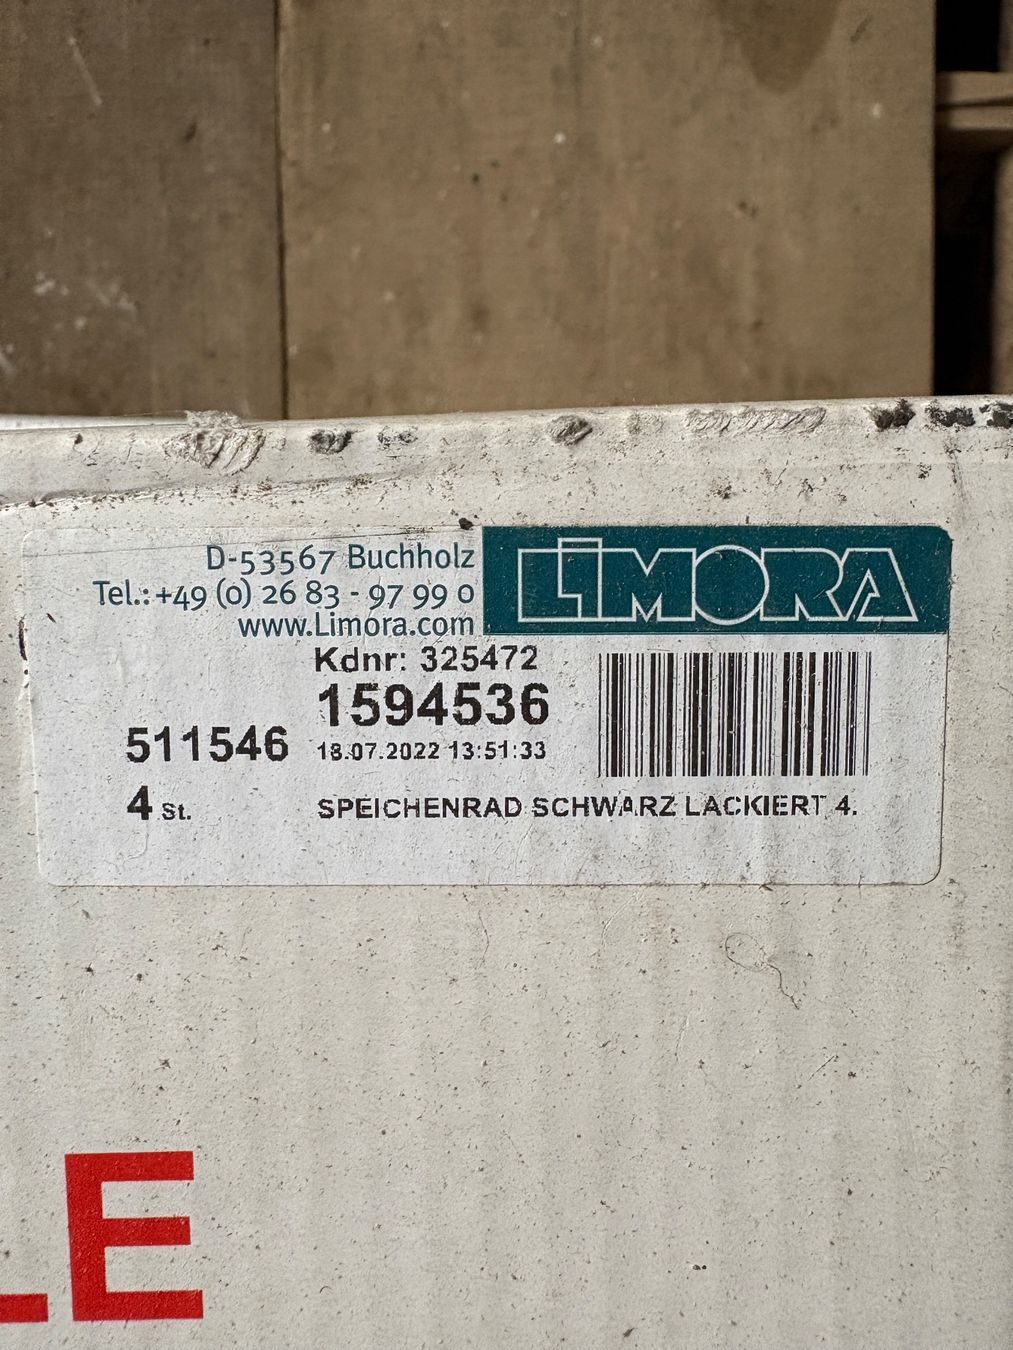 D-53567 Buchholz
Tel.: +49 (0) 26 83 - 97 99 0
www.Limora.com
LIMORA
Kdnr: 325472
1594536
511546 18.07.2022 13:51:33
4 St. SPEICHENRAD SCHWARZ LACKIERT 4.
LE